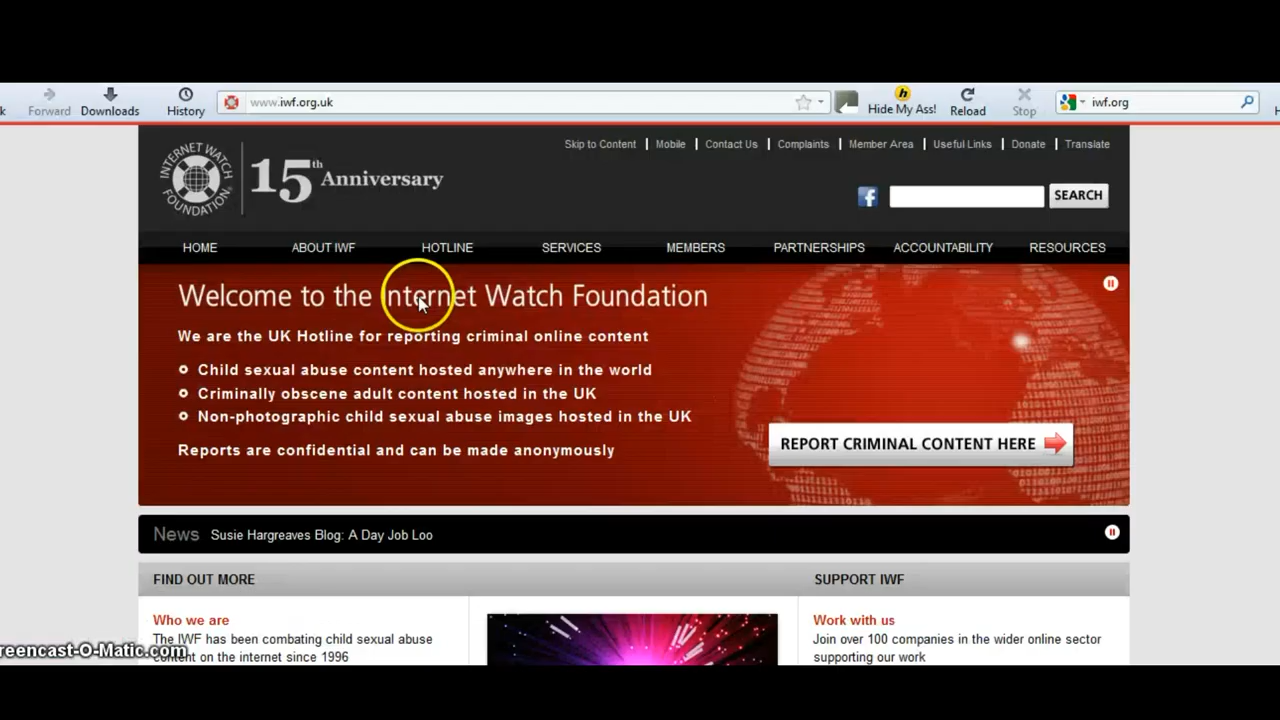 k Forward Downloads History www.iwf.org.uk Hide My Ass! Reload Stop iwf.org H
Skip to Content | Mobile | Contact Us | Complaints | Member Area | Useful Links | Donate | Translate
INTERNET WATCH FOUNDATION
15th Anniversary
SEARCH
HOME ABOUT IWF HOTLINE SERVICES MEMBERS PARTNERSHIPS ACCOUNTABILITY RESOURCES
Welcome to the Internet Watch Foundation
We are the UK Hotline for reporting criminal online content
Child sexual abuse content hosted anywhere in the world
Criminally obscene adult content hosted in the UK
Non-photographic child sexual abuse images hosted in the UK
REPORT CRIMINAL CONTENT HERE
Reports are confidential and can be made anonymously
News Susie Hargreaves Blog: A Day Job Loo
FIND OUT MORE
SUPPORT IWF
Who we are
The IWF has been combating child sexual abuse
content on the internet since 1996
Work with us
Join over 100 companies in the wider online sector
supporting our work
reencast-O-Matic.com